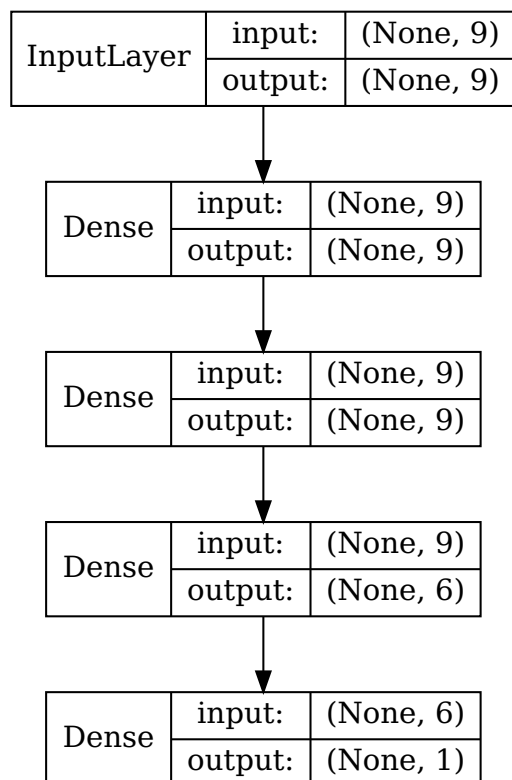 InputLayer
input: (None, 9)
output: (None, 9)
Dense
input: (None, 9)
output: (None, 9)
Dense
input: (None, 9)
output: (None, 9)
Dense
input: (None, 9)
output: (None, 6)
Dense
input: (None, 6)
output: (None, 1)